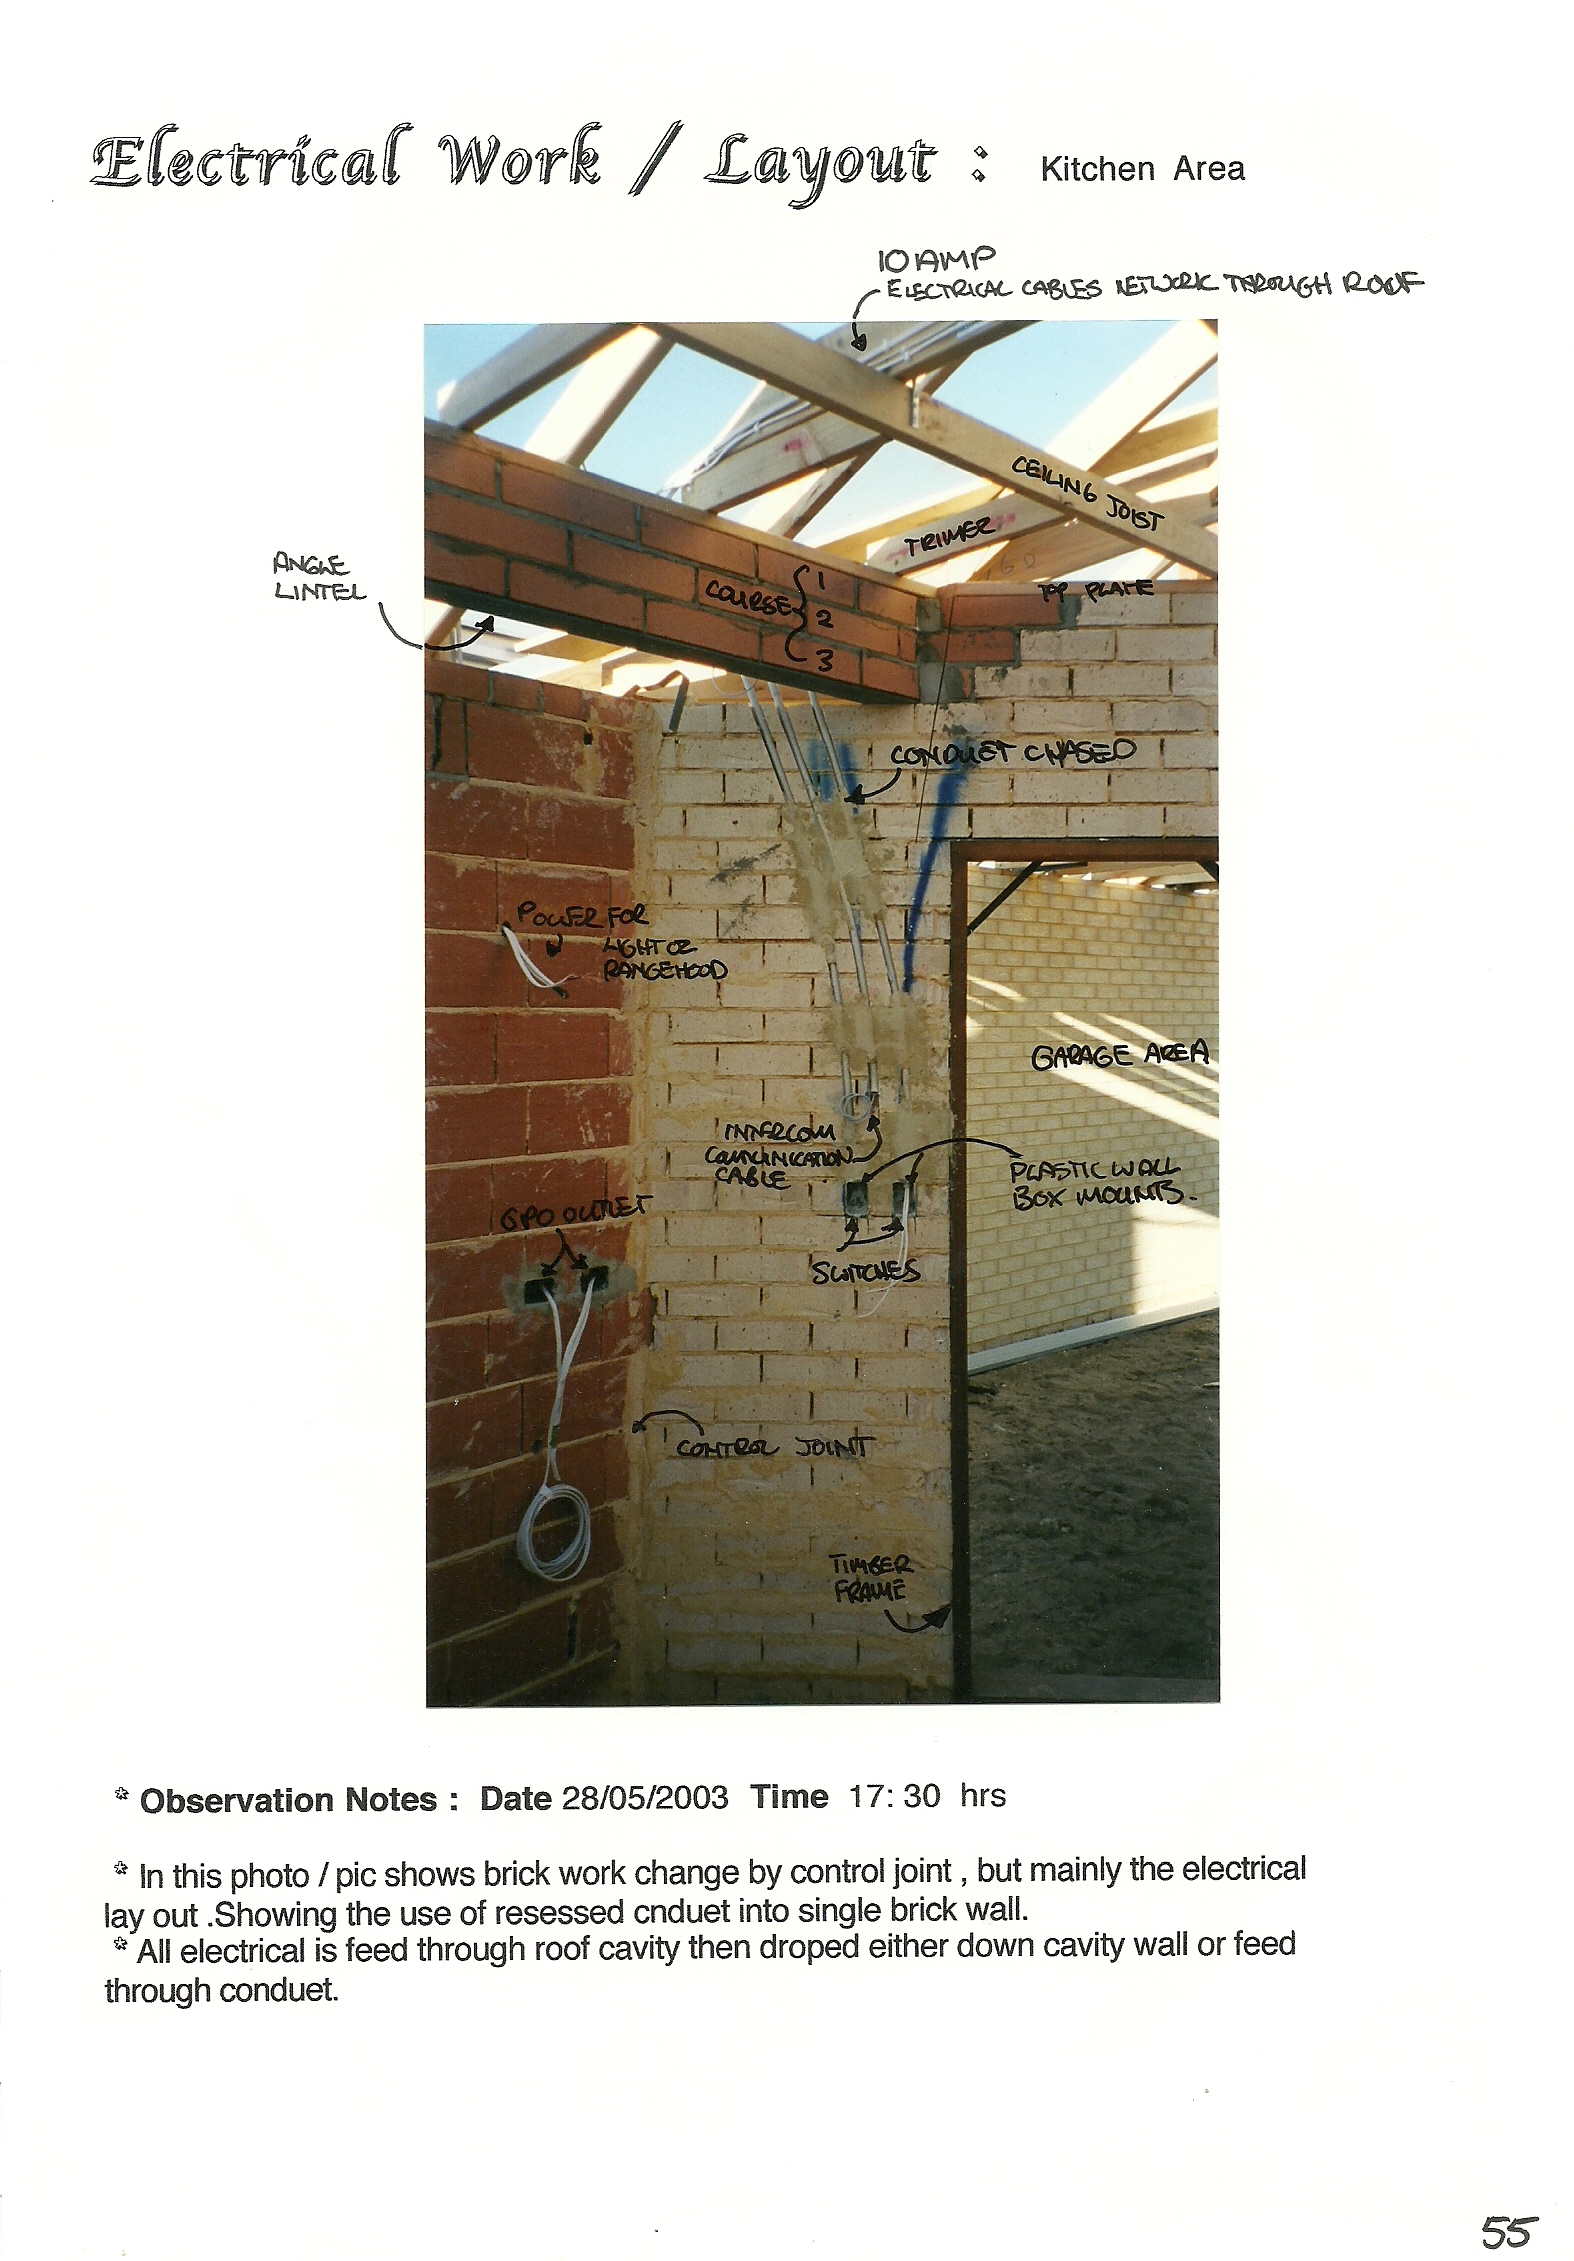 Electrical Work / Layout : Kitchen Area
10 AMP
ELECTRICAL CABLES NETWORK THROUGH ROOF
CEILING JOIST
TRIMER
TOP PLATE
ANGLE
LINTEL
COURSE
1
2
3
CONDUET CHASED
POWER FOR
LIGHT OR
RANGEHOOD
GARAGE AREA
INTERCOM
COMMUNICATION
CABLE
PLASTIC WALL
BOX MOUNTS.
GPO OUTLET
SWITCHES
CONTROL JOINT
TIMBER
FRAME
* Observation Notes : Date 28/05/2003 Time 17: 30 hrs
* In this photo / pic shows brick work change by control joint , but mainly the electrical
lay out .Showing the use of resessed cnduet into single brick wall.
* All electrical is feed through roof cavity then droped either down cavity wall or feed
through conduet.
55